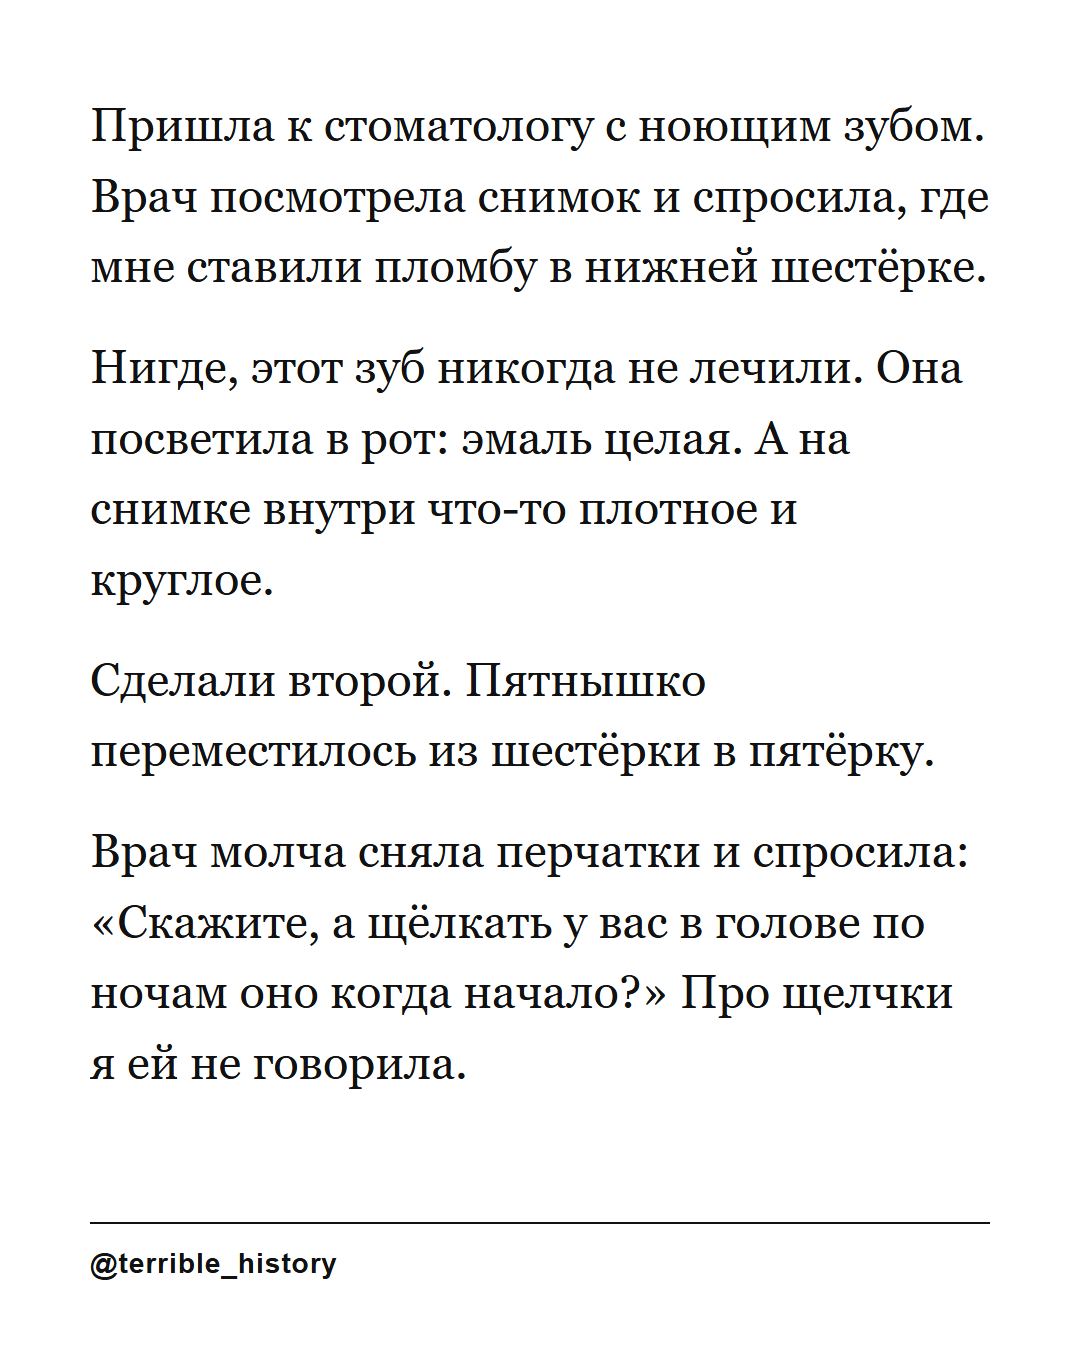 Пришла к стоматологу с ноющим зубом.
Врач посмотрела снимок и спросила, где
мне ставили пломбу в нижней шестёрке.
Нигде, этот зуб никогда не лечили. Она
посветила в рот: эмаль целая. А на
снимке внутри что-то плотное и
круглое.
Сделали второй. Пятнышко
переместилось из шестёрки в пятёрку.
Врач молча сняла перчатки и спросила:
«Скажите, а щёлкать у вас в голове по
ночам оно когда начало?» Про щелчки
я ей не говорила.
@terrible_history